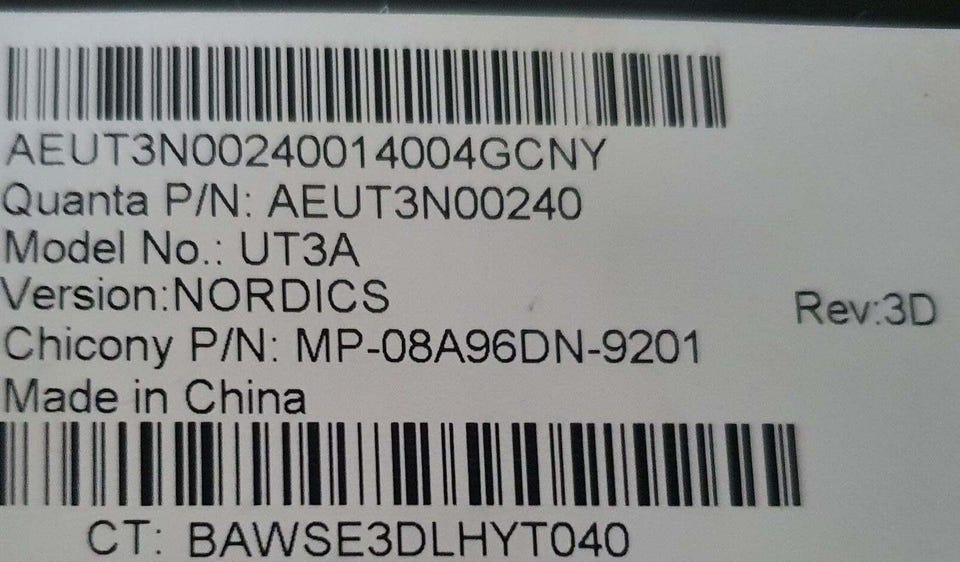 AEUT3N00240014004GCNY
Quanta P/N: AEUT3N00240
Model No.: UT3A
Version:NORDICS
Rev:3D
Chicony P/N: MP-08A96DN-9201
Made in China
CT: BAWSE3DLHYT040